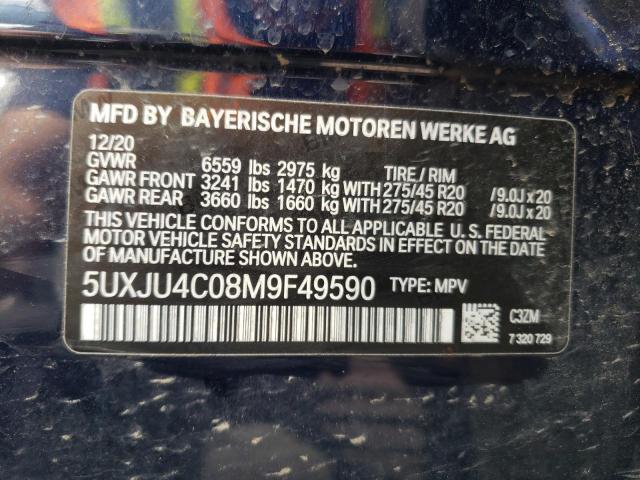 MFD BY BAYERISCHE MOTOREN WERKE AG
12/20
GVWR 6559 lbs 2975 kg TIRE / RIM
GAWR FRONT 3241 lbs 1470 kg WITH 275/45 R20 /9.0J x 20
GAWR REAR 3660 lbs 1660 kg WITH 275/45 R20 /9.0J x 20
THIS VEHICLE CONFORMS TO ALL APPLICABLE U. S. FEDERAL
MOTOR VEHICLE SAFETY STANDARDS IN EFFECT ON THE DATE
OF MANUFACTURE SHOWN ABOVE.
5UXJU4C08M9F49590 TYPE: MPV
C3ZM
7 320 729